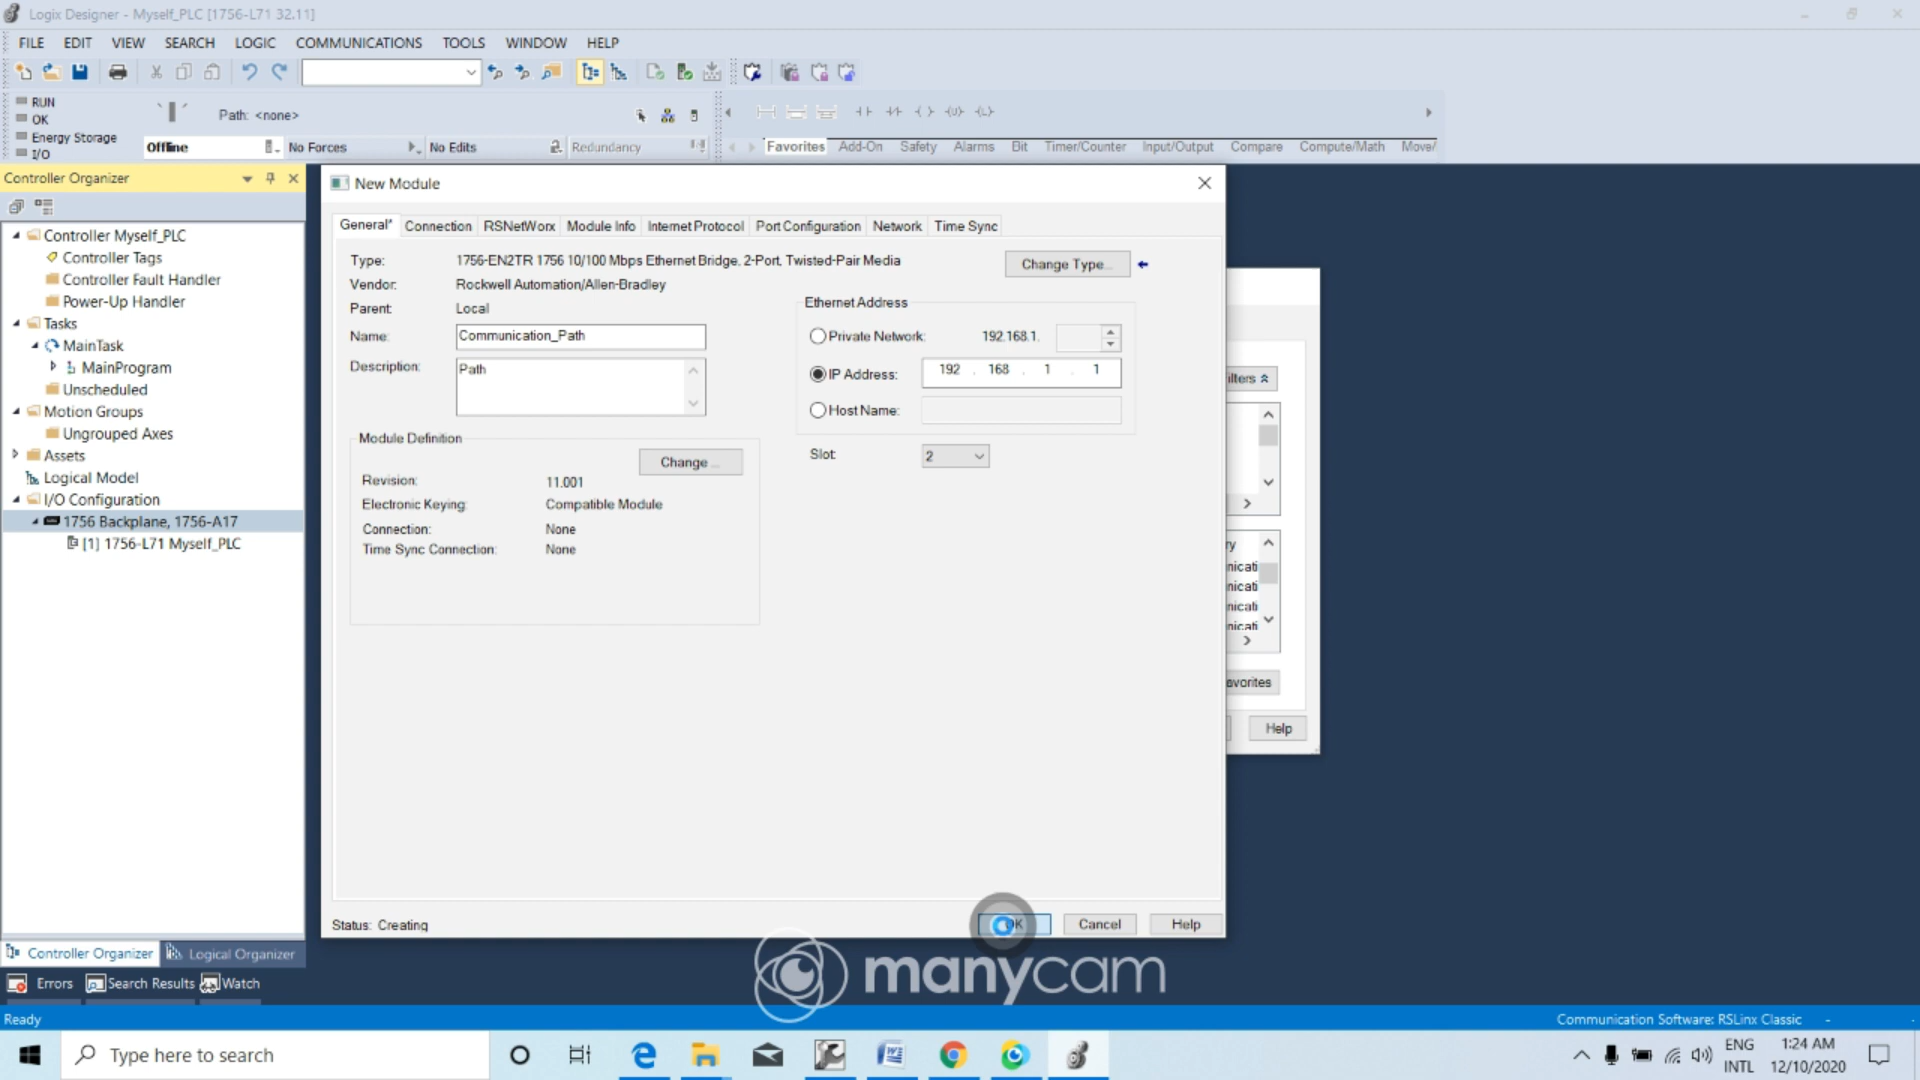 Logix Designer - Myself_PLC [1756-L71 32.11]
FILE EDIT VIEW SEARCH LOGIC COMMUNICATIONS TOOLS WINDOW HELP
RUN
OK
Energy Storage
I/O
Path: <none>
Offline No Forces No Edits Redundancy
Favorites Add-On Safety Alarms Bit Timer/Counter Input/Output Compare Compute/Math Move/
Controller Organizer
Controller Myself_PLC
Controller Tags
Controller Fault Handler
Power-Up Handler
Tasks
MainTask
MainProgram
Unscheduled
Motion Groups
Ungrouped Axes
Assets
Logical Model
I/O Configuration
1756 Backplane, 1756-A17
[1] 1756-L71 Myself_PLC
New Module
General* Connection RSNetWorx Module Info Internet Protocol Port Configuration Network Time Sync
Type: 1756-EN2TR 1756 10/100 Mbps Ethernet Bridge, 2-Port, Twisted-Pair Media
Change Type...
Vendor: Rockwell Automation/Allen-Bradley
Parent: Local
Name: Communication_Path
Description: Path
Ethernet Address
Private Network: 192.168.1.
IP Address: 192 . 168 . 1 . 1
Host Name:
Slot: 2
Module Definition
Change ...
Revision: 11.001
Electronic Keying: Compatible Module
Connection: None
Time Sync Connection: None
Status: Creating
OK Cancel Help
ilters
ry
nicati
nicati
nicati
nicati
avorites
Help
manycam
Controller Organizer Logical Organizer
Errors Search Results Watch
Ready
Communication Software: RSLinx Classic -
Type here to search
ENG
INTL
1:24 AM
12/10/2020